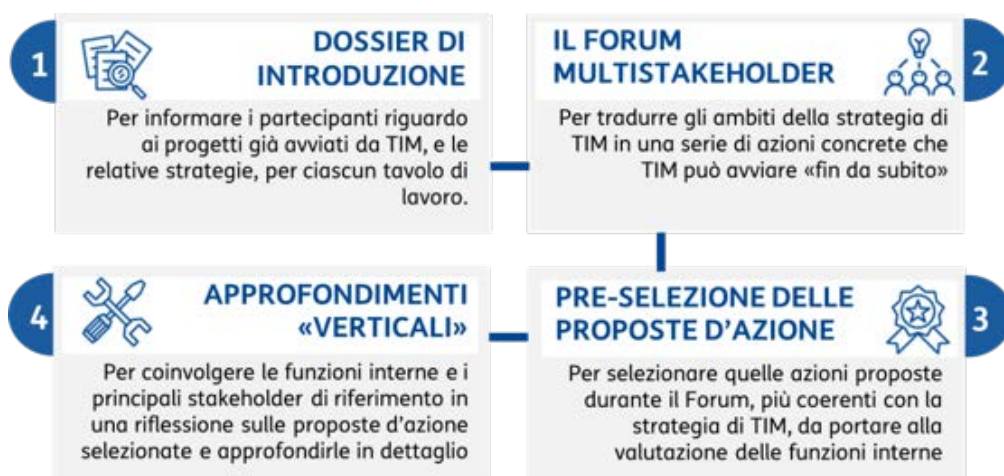 1
DOSSIER DI
INTRODUZIONE
Per informare i partecipanti riguardo
ai progetti già avviati da TIM, e le
relative strategie, per ciascun tavolo di
lavoro.
IL FORUM
MULTISTAKEHOLDER
2
Per tradurre gli ambiti della strategia di
TIM in una serie di azioni concrete che
TIM può avviare «fin da subito»
PRE-SELEZIONE DELLE
PROPOSTE D'AZIONE
3
Per selezionare quelle azioni proposte
durante il Forum, più coerenti con la
strategia di TIM, da portare alla
valutazione delle funzioni interne
4
APPROFONDIMENTI
«VERTICALI»
Per coinvolgere le funzioni interne e i
principali stakeholder di riferimento in
una riflessione sulle proposte d'azione
selezionate e approfondirle in dettaglio